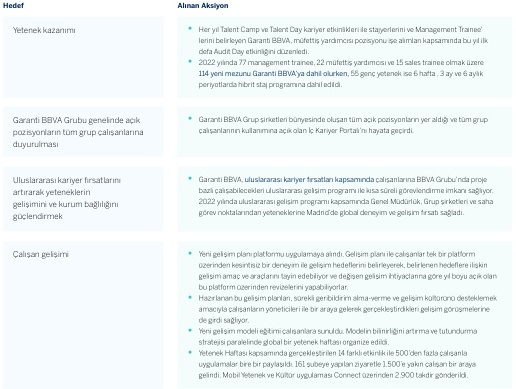 Hedef
Alınan Aksiyon
Yetenek kazanımı
Her yıl Talent Camp ve Talent Day kariyer etkinlikleri ile stajyerlerini ve Management Trainee'
lerini belirleyen Garanti BBVA, müfettiş yardımcısı pozisyonu işe alımları kapsamında bu yıl ilk
defa Audit Day etkinliğini düzenledi.
2022 yılında 77 management trainee, 22 müfettiş yardımcısı ve 15 sales trainee olmak üzere
114 yeni mezunu Garanti BBVA'ya dahil olurken, 55 genç yetenek ise 6 hafta , 3 ay ve 6 aylık
periyotlarda hibrit staj programına dahil edildi.
Garanti BBVA Grubu genelinde açık
pozisyonların tüm grup çalışanlarına
duyurulması
Garanti BBVA Grup şirketleri bünyesinde oluşan tüm açık pozisyonların yer aldığı ve tüm grup
çalışanlarının kullanımına açık olan İç Kariyer Portalı'nı hayata geçirdi.
Uluslararası kariyer fırsatlarını
artırarak yeteneklerin
gelişimini ve kurum bağlılığını
güçlendirmek
Garanti BBVA, uluslararası kariyer fırsatları kapsamında çalışanlarına BBVA Grubu'nda proje
bazlı çalışabilecekleri uluslararası gelişim programı ile kısa süreli görevlendirme imkanı sağlıyor.
2022 yılında uluslararası gelişim programı kapsamında Genel Müdürlük, Grup şirketleri ve saha
görev noktalarından yeteneklerine Madrid'de global deneyim ve gelişim fırsatı sağladı.
Çalışan gelişimi
Yeni gelişim planı platformu uygulamaya alındı. Gelişim planı ile çalışanlar tek bir platform
üzerinden kesintisiz bir deneyim ile gelişim hedeflerini belirleyerek, belirlenen hedeflere ilişkin
gelişim amaç ve araçlarını tayin edebiliyor ve değişen gelişim ihtiyaçlarına göre yıl boyu açık olan
bu platform üzerinden revizelerini yapabiliyorlar.
Hazırlanan bu gelişim planları, sürekli geribildirim alma-verme ve gelişim kültürünü desteklemek
amacıyla çalışanların yöneticileri ile bir araya gelerek gerçekleştirdikleri gelişim görüşmelerine
de girdi sağlıyor.
Yeni gelişim modeli eğitimi çalışanlara sunuldu. Modelin bilinirliğini artırma ve tutundurma
stratejisi paralelinde global bir yetenek haftası organize edildi.
Yetenek Haftası kapsamında gerçekleştirilen 14 farklı etkinlik ile 500'den fazla çalışanla
uygulamalar bire bir paylaşıldı. 161 şubeye yapılan ziyaretle 1.500'e yakın çalışan bir araya
gelindi. Mobil Yetenek ve Kültür uygulaması Connect üzerinden 2.900 takdir gönderildi.